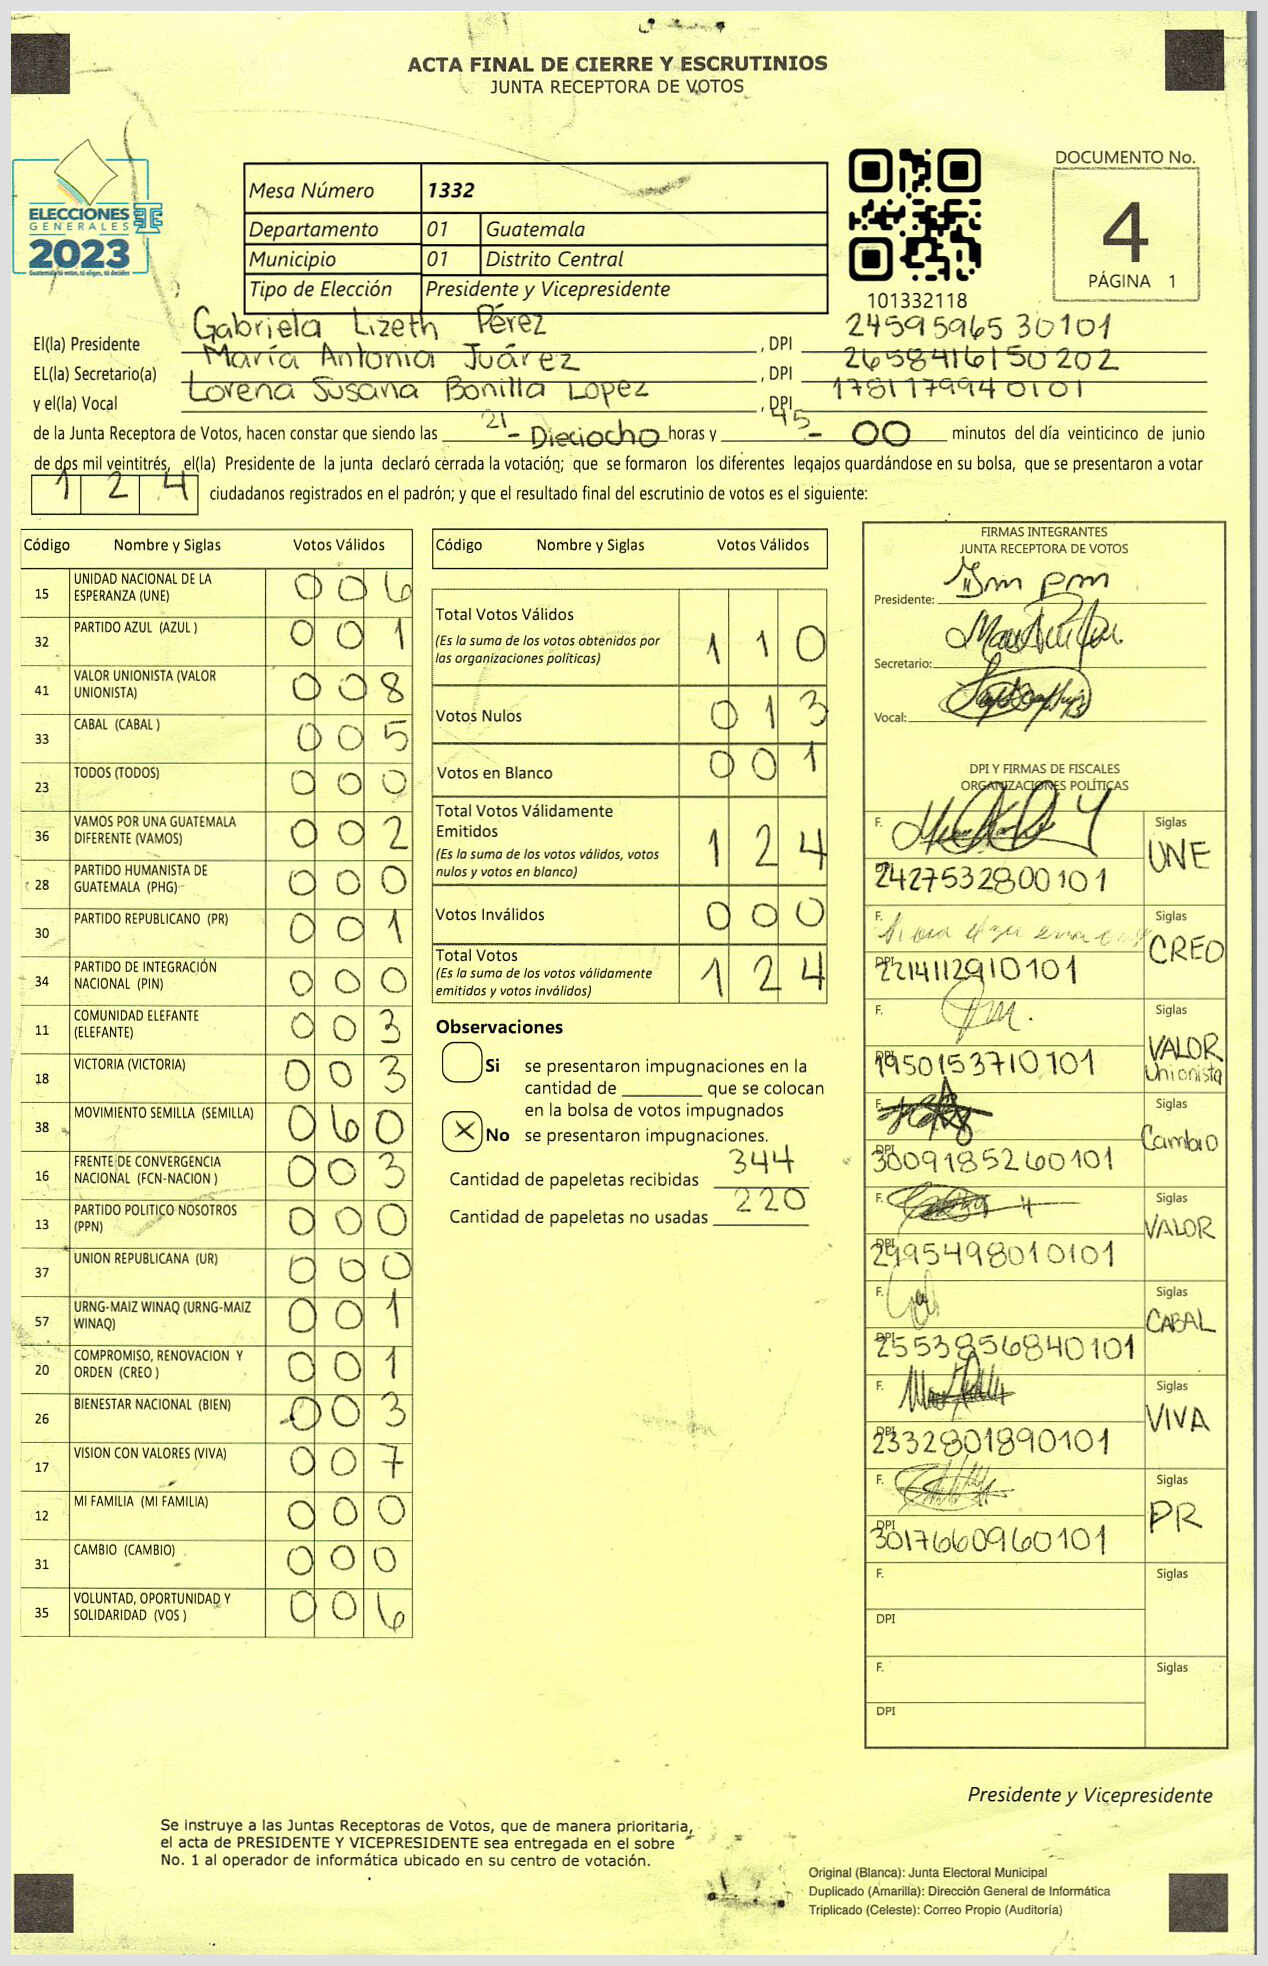 ACTA FINAL DE CIERRE Y ESCRUTINIOS
JUNTA RECEPTORA DE VOTOS
ELECCIONES
GENERALES
2023
Guatemala tú votas, tú eliges, tú decides
Mesa Número 1332
Departamento 01 Guatemala
Municipio 01 Distrito Central
Tipo de Elección Presidente y Vicepresidente
101332118
DOCUMENTO No.
4
PÁGINA 1
El(la) Presidente Gabriela Lizeth Pérez , DPI 2459596530101
EL(la) Secretario(a) María Antonia Juárez , DPI 2658416150202
y el(la) Vocal Lorena Susana Bonilla Lopez , DPI 1781179940101
de la Junta Receptora de Votos, hacen constar que siendo las 21 - Dieciocho horas y 45 - 00 minutos del día veinticinco de junio
de dos mil veintitrés, el(la) Presidente de la junta declaró cerrada la votación; que se formaron los diferentes legajos guardándose en su bolsa, que se presentaron a votar
1 2 4 ciudadanos registrados en el padrón; y que el resultado final del escrutinio de votos es el siguiente:
Código Nombre y Siglas Votos Válidos
15 UNIDAD NACIONAL DE LA ESPERANZA (UNE) 0 0 6
32 PARTIDO AZUL (AZUL ) 0 0 1
41 VALOR UNIONISTA (VALOR UNIONISTA) 0 0 8
33 CABAL (CABAL ) 0 0 5
23 TODOS (TODOS) 0 0 0
36 VAMOS POR UNA GUATEMALA DIFERENTE (VAMOS) 0 0 2
28 PARTIDO HUMANISTA DE GUATEMALA (PHG) 0 0 0
30 PARTIDO REPUBLICANO (PR) 0 0 1
34 PARTIDO DE INTEGRACIÓN NACIONAL (PIN) 0 0 0
11 COMUNIDAD ELEFANTE (ELEFANTE) 0 0 3
18 VICTORIA (VICTORIA) 0 0 3
38 MOVIMIENTO SEMILLA (SEMILLA) 0 6 0
16 FRENTE DE CONVERGENCIA NACIONAL (FCN-NACION ) 0 0 3
13 PARTIDO POLITICO NOSOTROS (PPN) 0 0 0
37 UNION REPUBLICANA (UR) 0 0 0
57 URNG-MAIZ WINAQ (URNG-MAIZ WINAQ) 0 0 1
20 COMPROMISO, RENOVACION Y ORDEN (CREO ) 0 0 1
26 BIENESTAR NACIONAL (BIEN) 0 0 3
17 VISION CON VALORES (VIVA) 0 0 7
12 MI FAMILIA (MI FAMILIA) 0 0 0
31 CAMBIO (CAMBIO) 0 0 0
35 VOLUNTAD, OPORTUNIDAD Y SOLIDARIDAD (VOS ) 0 0 6
Código Nombre y Siglas Votos Válidos
Total Votos Válidos
(Es la suma de los votos obtenidos por
las organizaciones políticas) 1 1 0
Votos Nulos 0 1 3
Votos en Blanco 0 0 1
Total Votos Válidamente
Emitidos
(Es la suma de los votos válidos, votos
nulos y votos en blanco) 1 2 4
Votos Inválidos 0 0 0
Total Votos
(Es la suma de los votos válidamente
emitidos y votos inválidos) 1 2 4
Observaciones
Si se presentaron impugnaciones en la
cantidad de ________ que se colocan
en la bolsa de votos impugnados
X No se presentaron impugnaciones.
Cantidad de papeletas recibidas 344
Cantidad de papeletas no usadas 220
FIRMAS INTEGRANTES
JUNTA RECEPTORA DE VOTOS
Presidente:
Secretario:
Vocal:
DPI Y FIRMAS DE FISCALES
ORGANIZACIONES POLÍTICAS
F. Siglas
UNE
2427532800101
F. Siglas
CREO
DPI 2214112910101
F. Siglas
VALOR Unionista
DPI 1950153710101
F. Siglas
Cambio
DPI 3009185260101
F. Siglas
VALOR
DPI 2995498010101
F. Siglas
CABAL
DPI 2553856840101
F. Siglas
VIVA
DPI 2332801890101
F. Siglas
PR
DPI 3017660960101
F. Siglas
DPI
F. Siglas
DPI
Presidente y Vicepresidente
Se instruye a las Juntas Receptoras de Votos, que de manera prioritaria,
el acta de PRESIDENTE Y VICEPRESIDENTE sea entregada en el sobre
No. 1 al operador de informática ubicado en su centro de votación.
Original (Blanca): Junta Electoral Municipal
Duplicado (Amarilla): Dirección General de Informática
Triplicado (Celeste): Correo Propio (Auditoría)